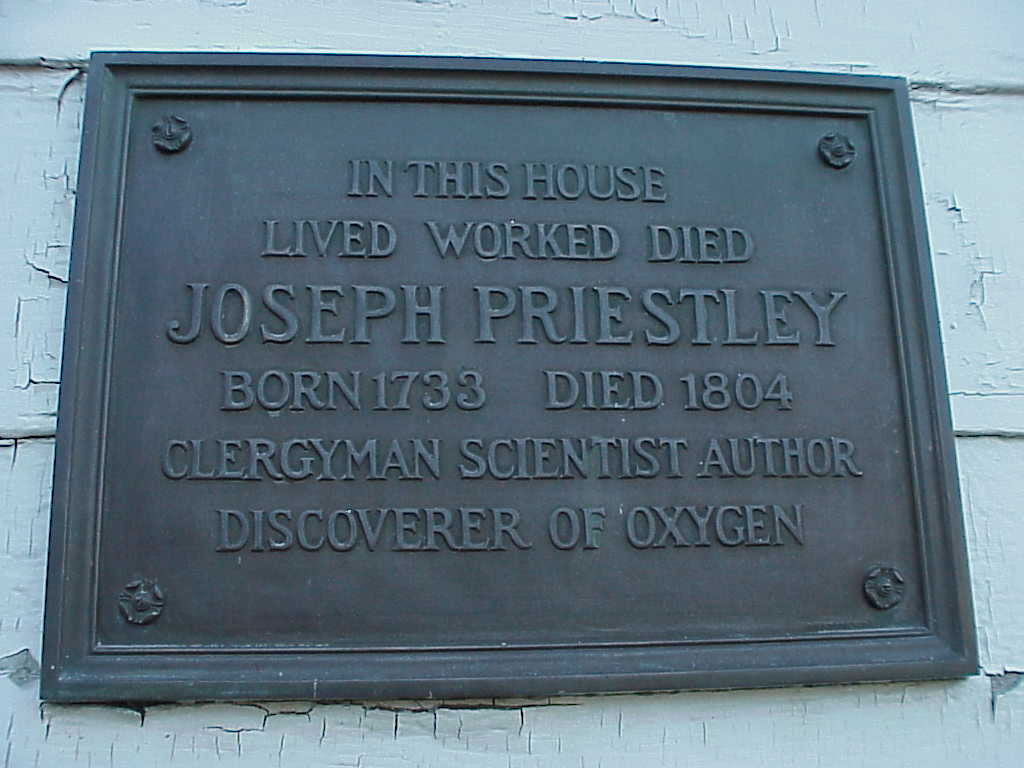 IN THIS HOUSE
LIVED WORKED DIED
JOSEPH PRIESTLEY
BORN 1733 DIED 1804
CLERGYMAN SCIENTIST AUTHOR
DISCOVERER OF OXYGEN